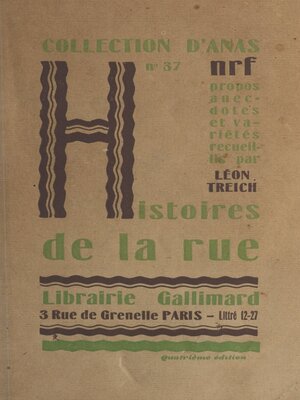 COLLECTION D'ANAS
nº 37
nrf
propos
anec-
dotes
et va-
riétés
recueil-
lis par
LÉON
TREICH
Histoires
de la rue
Librairie Gallimard
3 Rue de Grenelle PARIS – Littré 12-27
Quatrième édition